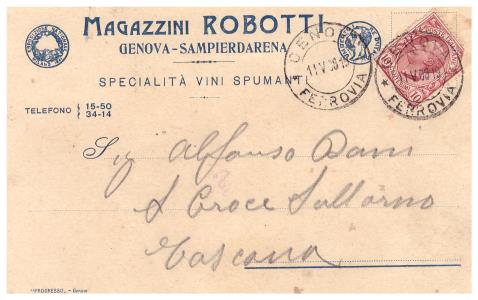 MAGAZZINI ROBOTTI
GENOVA-SAMPIERDARENA
SPECIALITÀ VINI SPUMANTI
TELEFONO { 15-50
34-14
GENOVA
FERROVIA
FERROVIA
Sig Alfonso Bani
S Croce Sull'arno
Toscana
"PROGRESSO„ - Genova